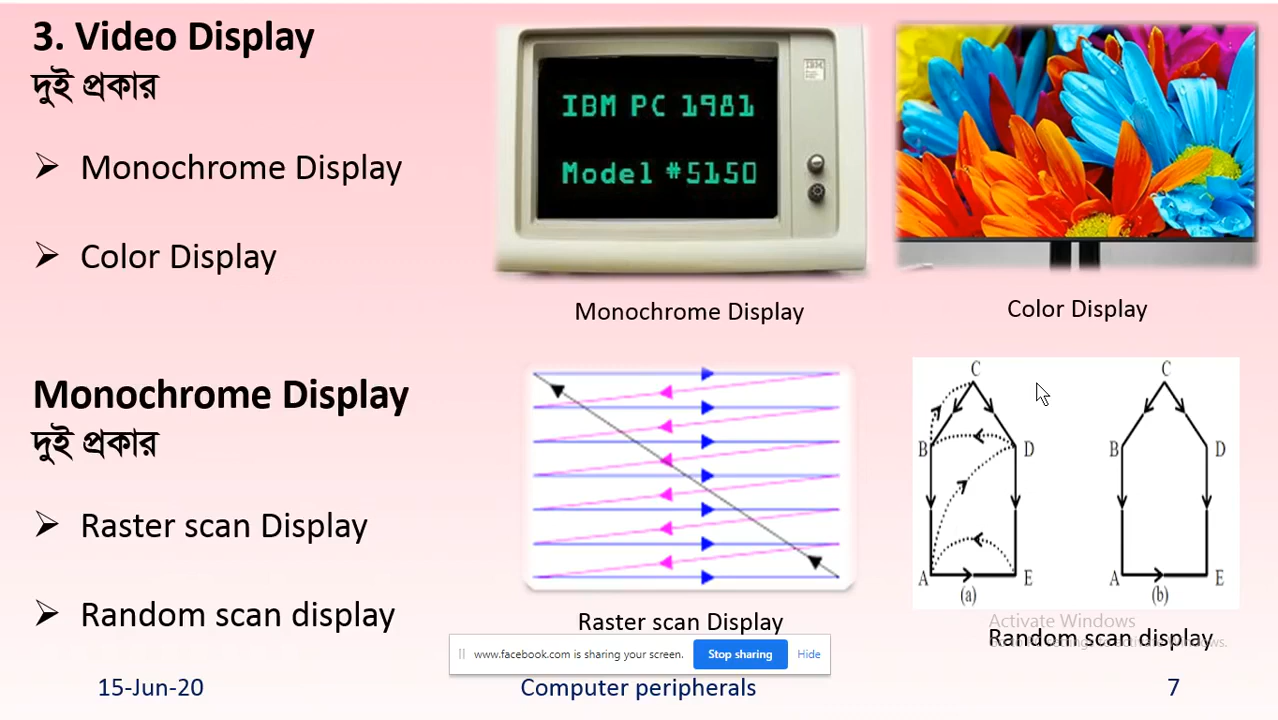 3. Video Display
দুই প্রকার
Monochrome Display
Color Display
IBM
IBM PC 1981
Model #5150
Monochrome Display
Color Display
Monochrome Display
দুই প্রকার
Raster scan Display
Random scan display
Raster scan Display
C
B
D
A
E
(a)
C
B
D
A
E
(b)
Activate Windows
Random scan display
www.facebook.com is sharing your screen.
Stop sharing
Hide
15-Jun-20
Computer peripherals
7